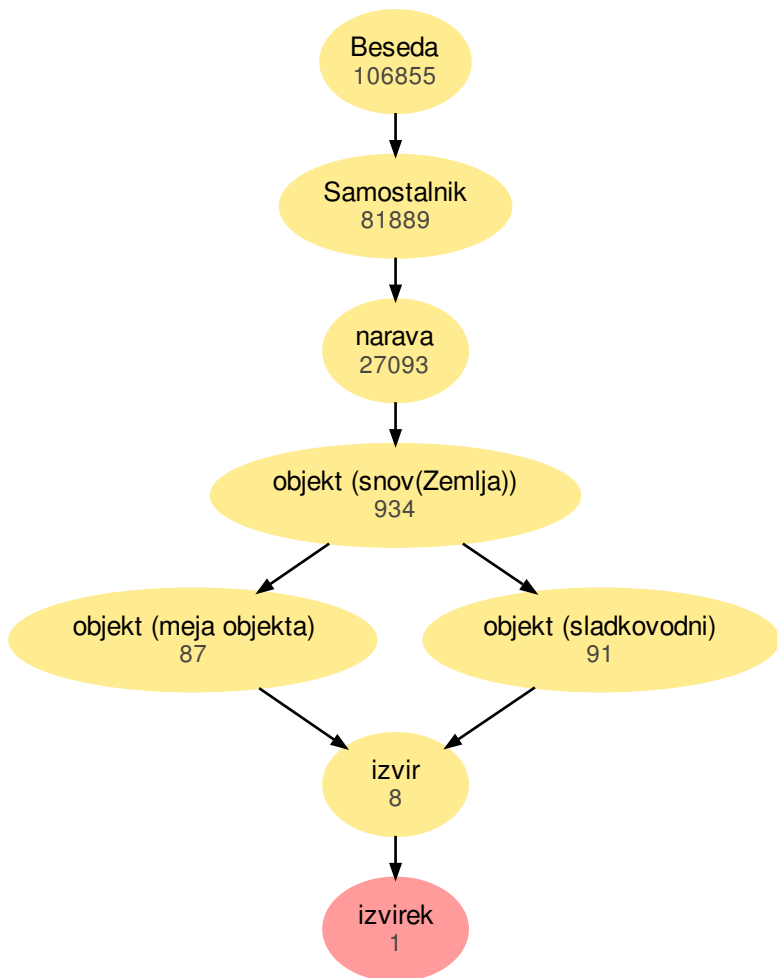 Beseda
106855
Samostalnik
81889
narava
27093
objekt (snov(Zemlja))
934
objekt (meja objekta)
87
objekt (sladkovodni)
91
izvir
8
izvirek
1